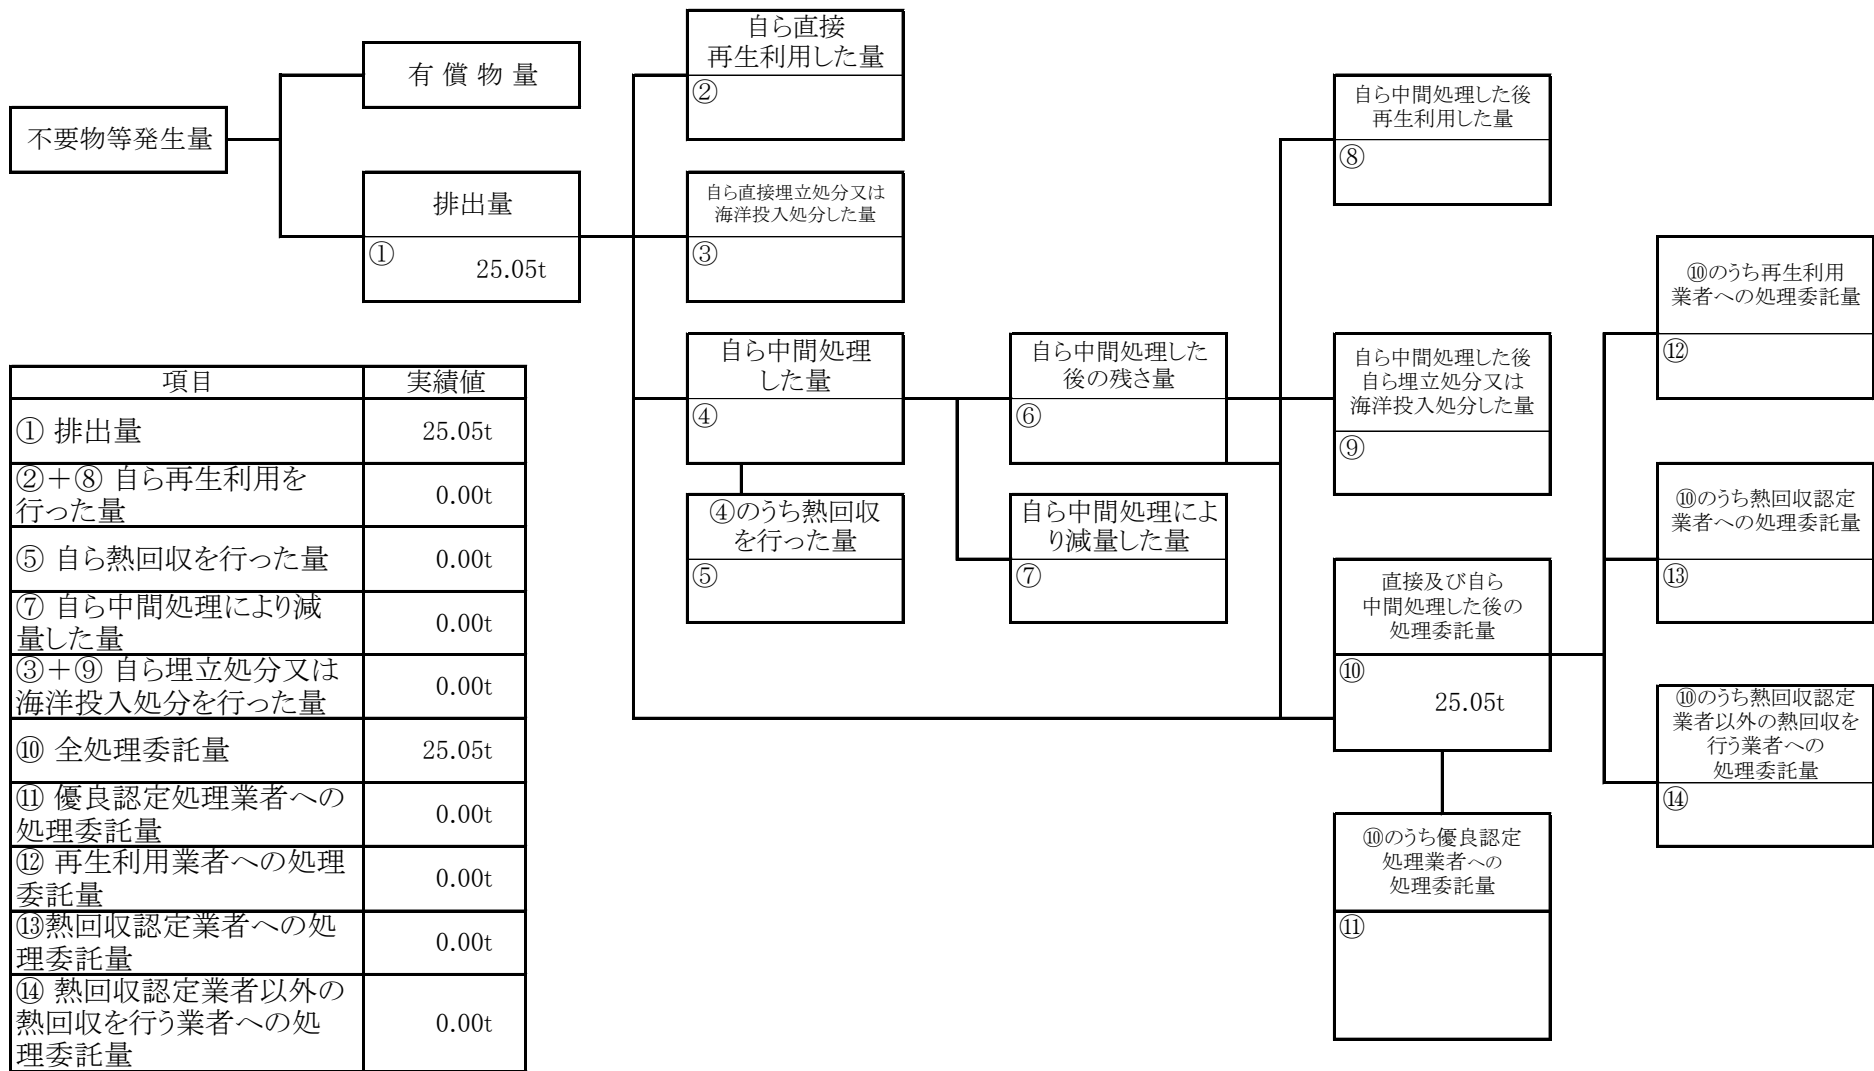 不要物等発生量
有 償 物 量
排出量
①
25.05t
自ら直接
再生利用した量
②
自ら直接埋立処分又は
海洋投入処分した量
③
自ら中間処理
した量
④
④のうち熱回収
を行った量
⑤
自ら中間処理した
後の残さ量
⑥
自ら中間処理によ
り減量した量
⑦
自ら中間処理した後
再生利用した量
⑧
自ら中間処理した後
自ら埋立処分又は
海洋投入処分した量
⑨
直接及び自ら
中間処理した後の
処理委託量
⑩
25.05t
⑩のうち優良認定
処理業者への
処理委託量
⑪
⑩のうち再生利用
業者への処理委託量
⑫
⑩のうち熱回収認定
業者への処理委託量
⑬
⑩のうち熱回収認定
業者以外の熱回収を
行う業者への
処理委託量
⑭
項目 実績値
① 排出量 25.05t
②＋⑧ 自ら再生利用を
行った量 0.00t
⑤ 自ら熱回収を行った量 0.00t
⑦ 自ら中間処理により減
量した量 0.00t
③＋⑨ 自ら埋立処分又は
海洋投入処分を行った量 0.00t
⑩ 全処理委託量 25.05t
⑪ 優良認定処理業者への
処理委託量 0.00t
⑫ 再生利用業者への処理
委託量 0.00t
⑬熱回収認定業者への処
理委託量 0.00t
⑭ 熱回収認定業者以外の
熱回収を行う業者への処
理委託量 0.00t